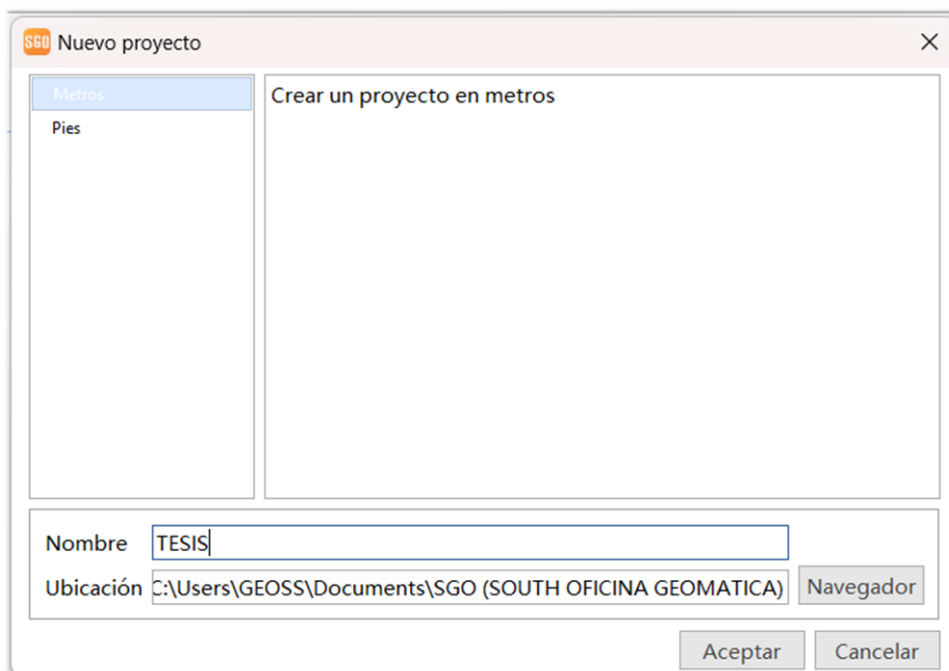 SGO Nuevo proyecto
Metros
Pies
Crear un proyecto en metros
Nombre TESIS
Ubicación C:\Users\GEOSS\Documents\SGO (SOUTH OFICINA GEOMATICA) Navegador
Aceptar Cancelar